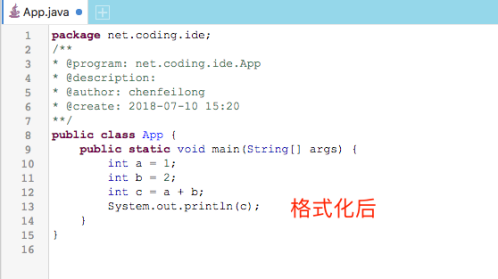 App.java
1 package net.coding.ide;
2 /**
3 * @program: net.coding.ide.App
4 * @description:
5 * @author: chenfeilong
6 * @create: 2018-07-10 15:20
7 **/
8 public class App {
9 public static void main(String[] args) {
10 int a = 1;
11 int b = 2;
12 int c = a + b;
13 System.out.println(c);
格式化后
14 }
15 }
16